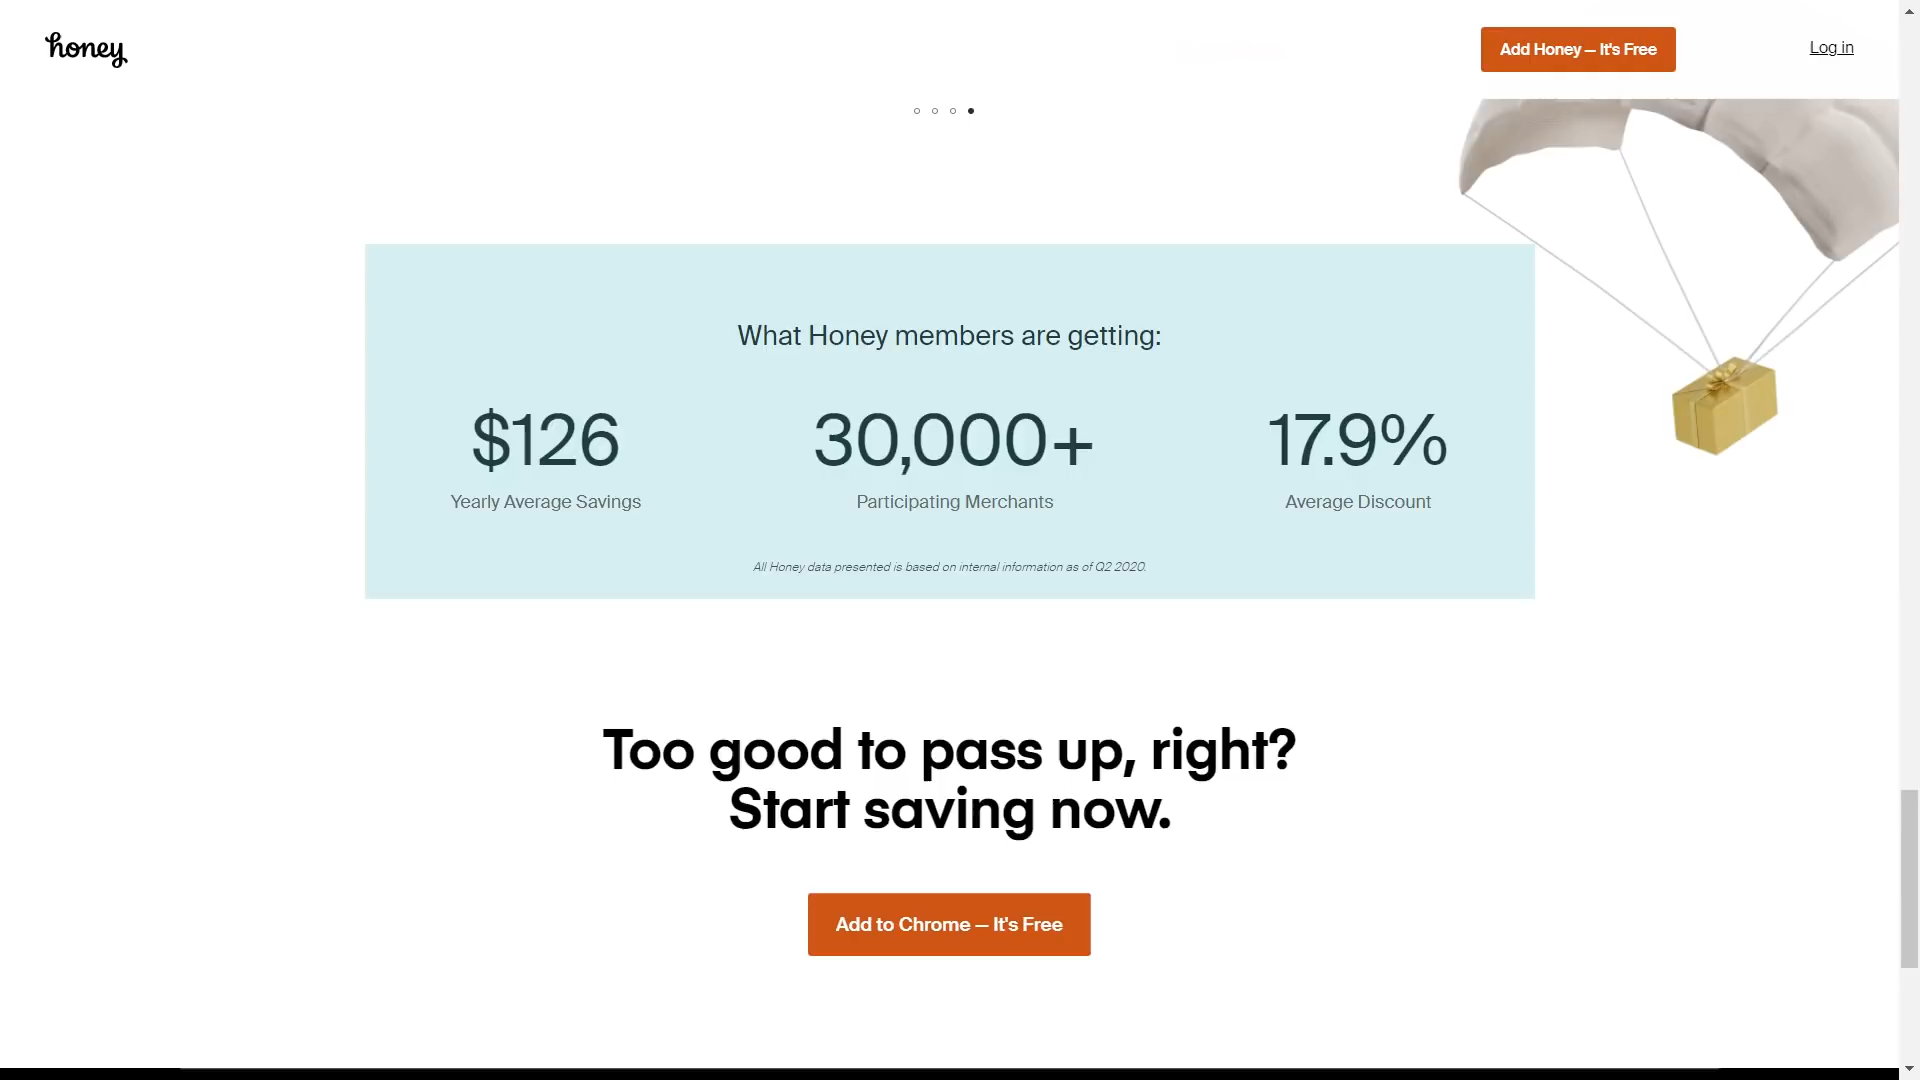 honey
Add Honey – It's Free
Log in
What Honey members are getting:
$126
30,000+
17.9%
Yearly Average Savings
Participating Merchants
Average Discount
All Honey data presented is based on internal information as of Q2 2020.
Too good to pass up, right?
Start saving now.
Add to Chrome – It's Free